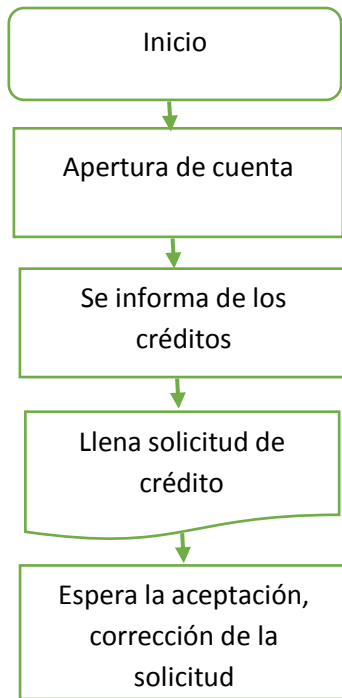 Inicio
Apertura de cuenta
Se informa de los
créditos
Llena solicitud de
crédito
Espera la aceptación,
corrección de la
solicitud